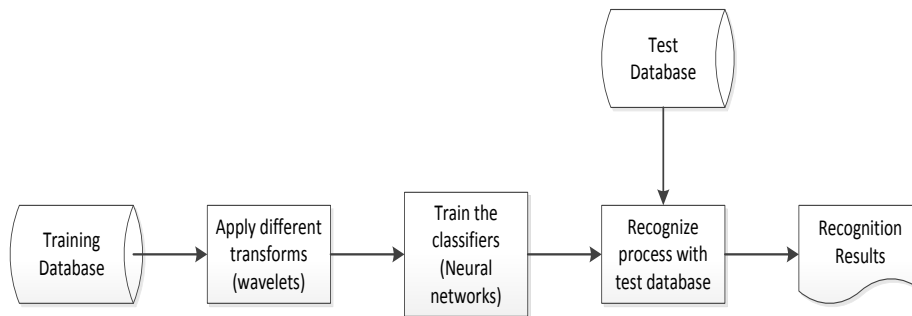 Test
Database
Training
Database
Apply different
transforms
(wavelets)
Train the
classifiers
(Neural
networks)
Recognize
process with
test database
Recognition
Results